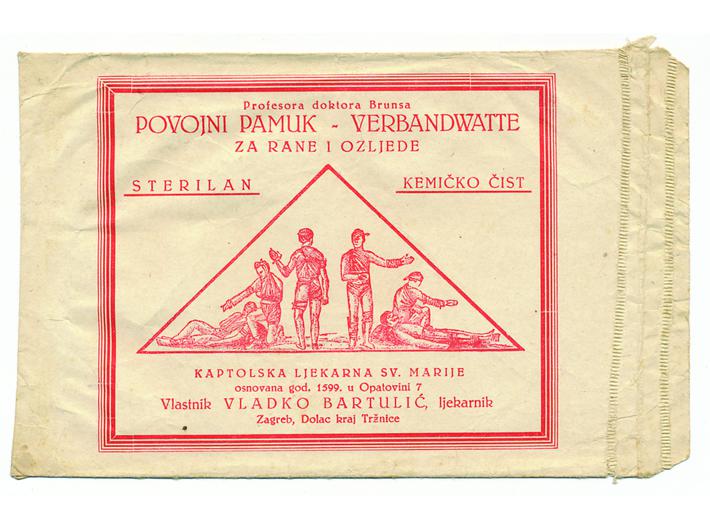 Profesora doktora Brunsa
POVOJNI PAMUK - VERBANDWATTE
ZA RANE I OZLJEDE
STERILAN
KEMIČKO ČIST
KAPTOLSKA LJEKARNA SV. MARIJE
osnovana god. 1599. u Opatovini 7
Vlastnik VLADKO BARTULIĆ, ljekarnik
Zagreb, Dolac kraj Tržnice